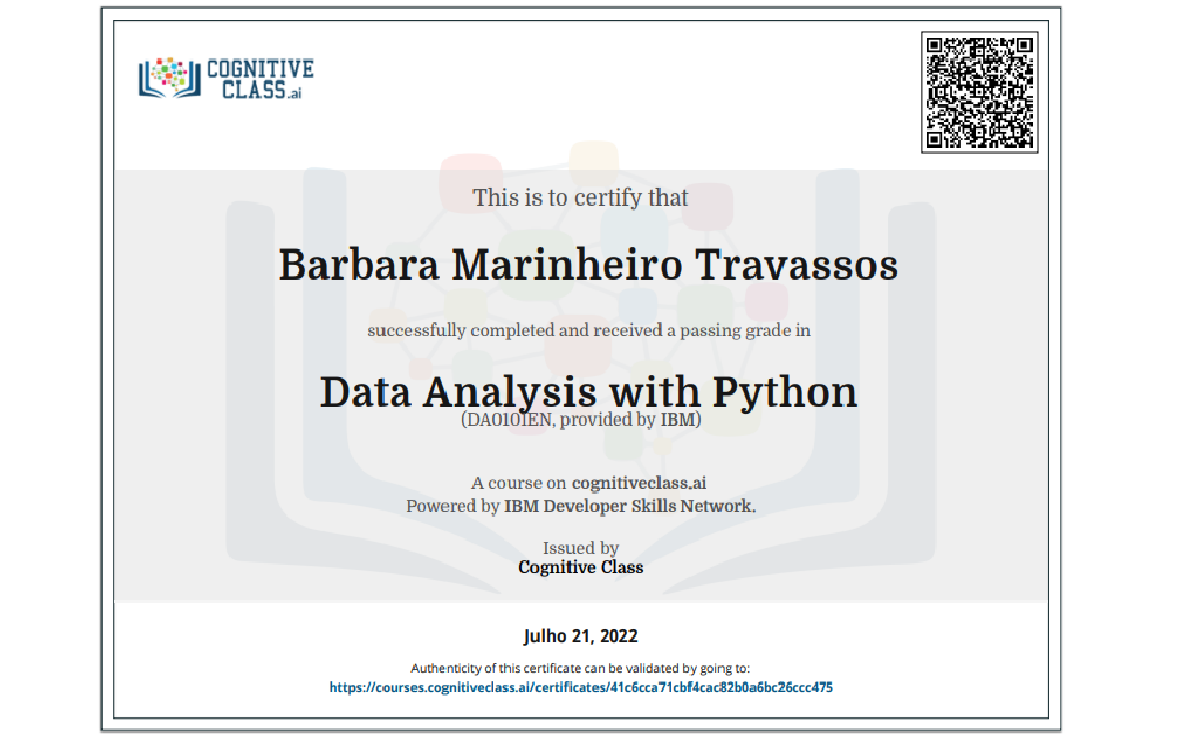 COGNITIVE
CLASS.ai
This is to certify that
Barbara Marinheiro Travassos
successfully completed and received a passing grade in
Data Analysis with Python
(DA0101EN, provided by IBM)
A course on cognitiveclass.ai
Powered by IBM Developer Skills Network.
Issued by
Cognitive Class
Julho 21, 2022
Authenticity of this certificate can be validated by going to:
https://courses.cognitiveclass.ai/certificates/41c6cca71cbf4cac82b0a6bc26ccc475